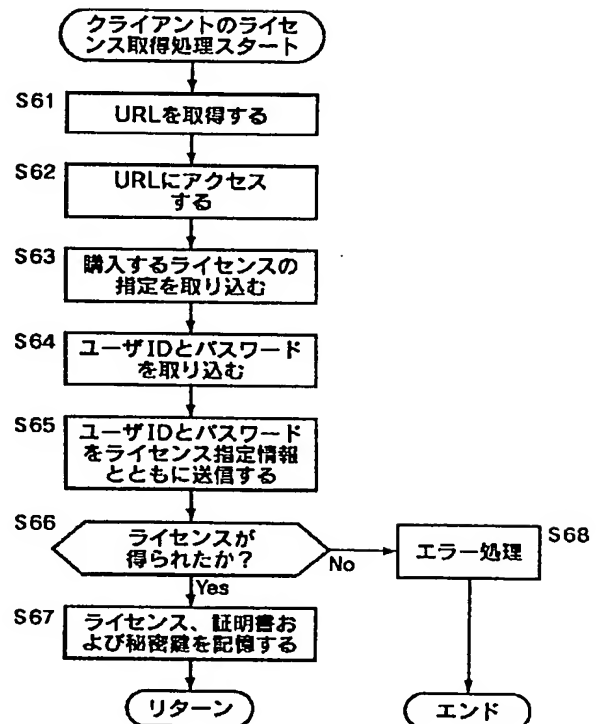 クライアントのライセ
ンス取得処理スタート
S61
URLを取得する
S62
URLにアクセス
する
S63
購入するライセンスの
指定を取り込む
S64
ユーザIDとパスワード
を取り込む
S65
ユーザIDとパスワード
をライセンス指定情報
とともに送信する
S66
ライセンスが
得られたか?
No
S68
エラー処理
Yes
S67
ライセンス、証明書お
よび秘密鍵を記憶する
リターン
エンド